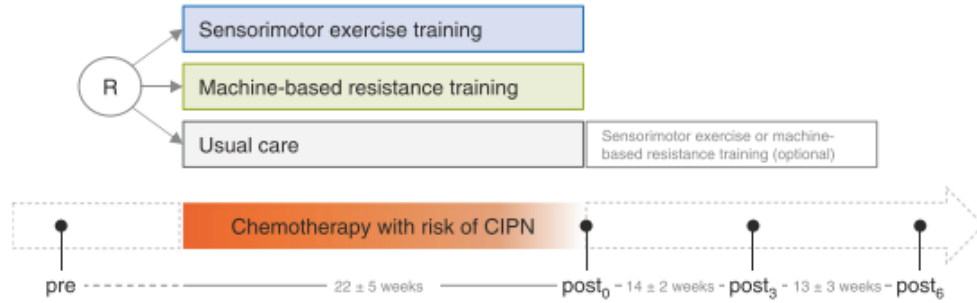 Sensorimotor exercise training
R
Machine-based resistance training
Usual care
Sensorimotor exercise or machine-
based resistance training (optional)
Chemotherapy with risk of CIPN
pre
22 ± 5 weeks
post₀
14 ± 2 weeks
post₃
13 ± 3 weeks
post₆